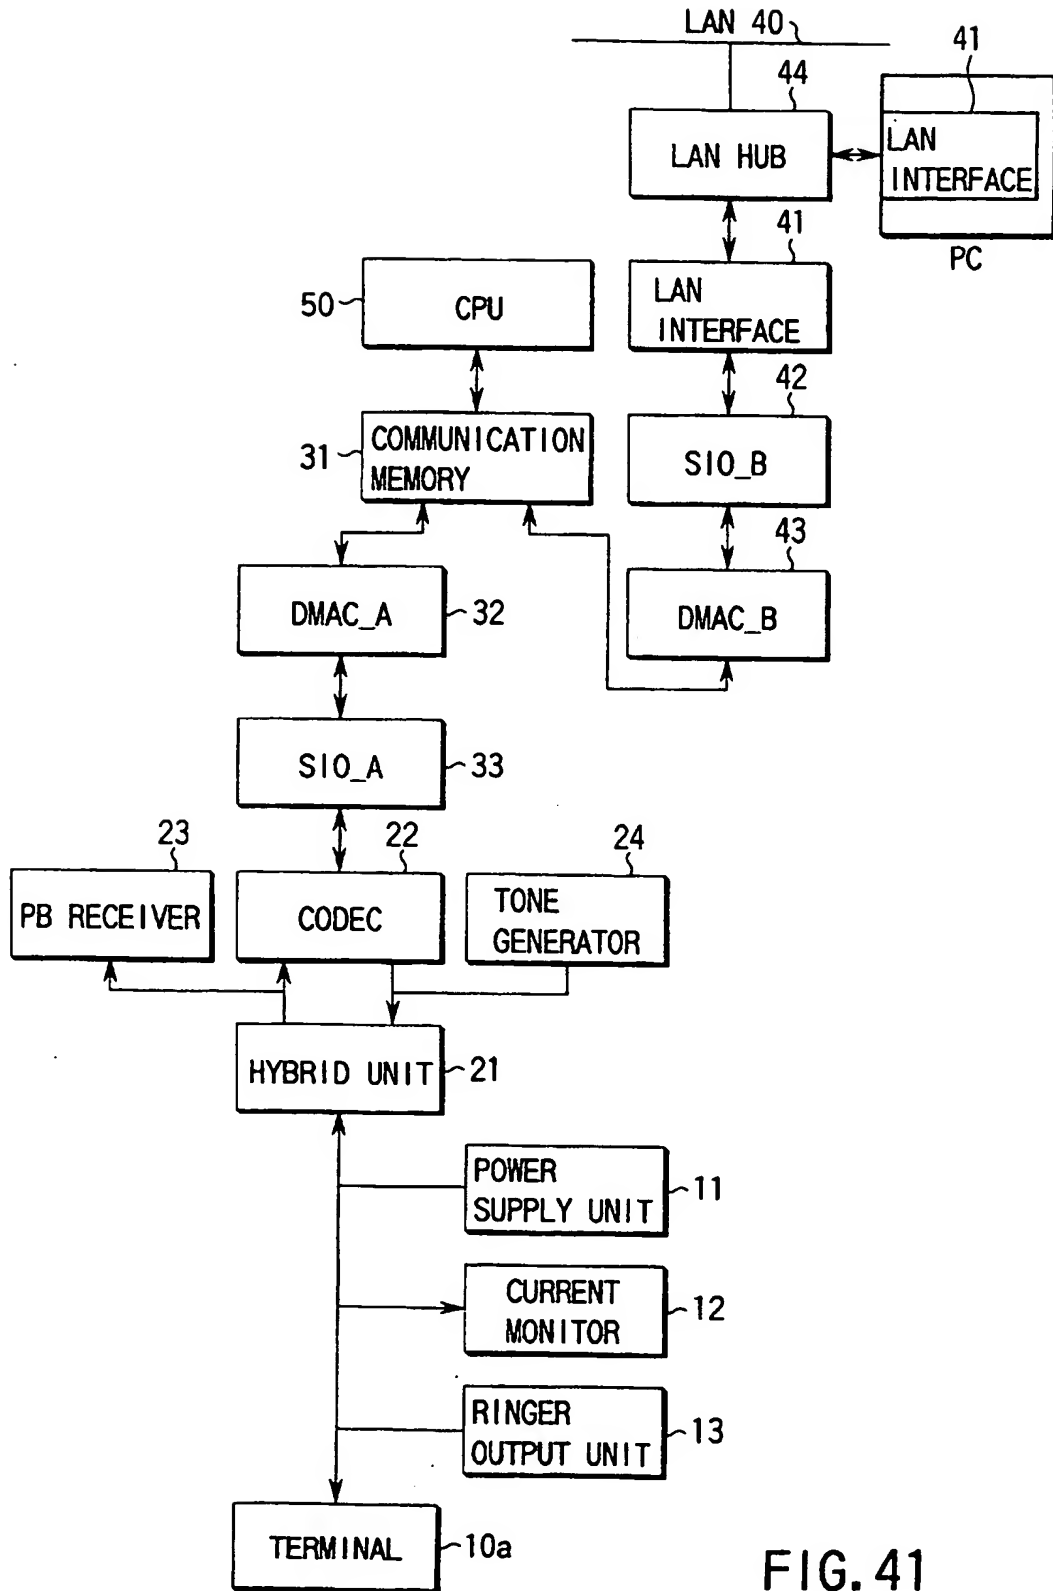 LAN 40
41
44
LAN HUB
LAN
INTERFACE
PC
41
50
CPU
LAN
INTERFACE
42
31
COMMUNICATION
MEMORY
SIO_B
43
DMAC_A
32
DMAC_B
SIO_A
33
23
22
24
PB RECEIVER
CODEC
TONE
GENERATOR
HYBRID UNIT
21
POWER
SUPPLY UNIT
11
CURRENT
MONITOR
12
RINGER
OUTPUT UNIT
13
TERMINAL
10a
FIG. 41